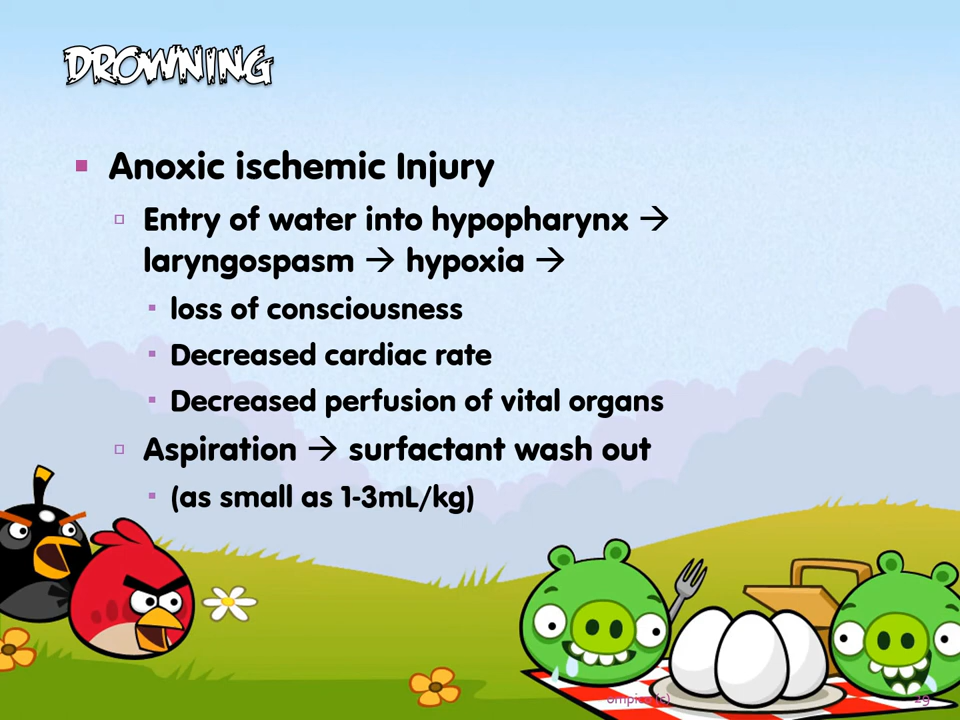 DROWNING
Anoxic ischemic Injury
Entry of water into hypopharynx →
laryngospasm → hypoxia →
loss of consciousness
Decreased cardiac rate
Decreased perfusion of vital organs
Aspiration → surfactant wash out
(as small as 1-3mL/kg)
29